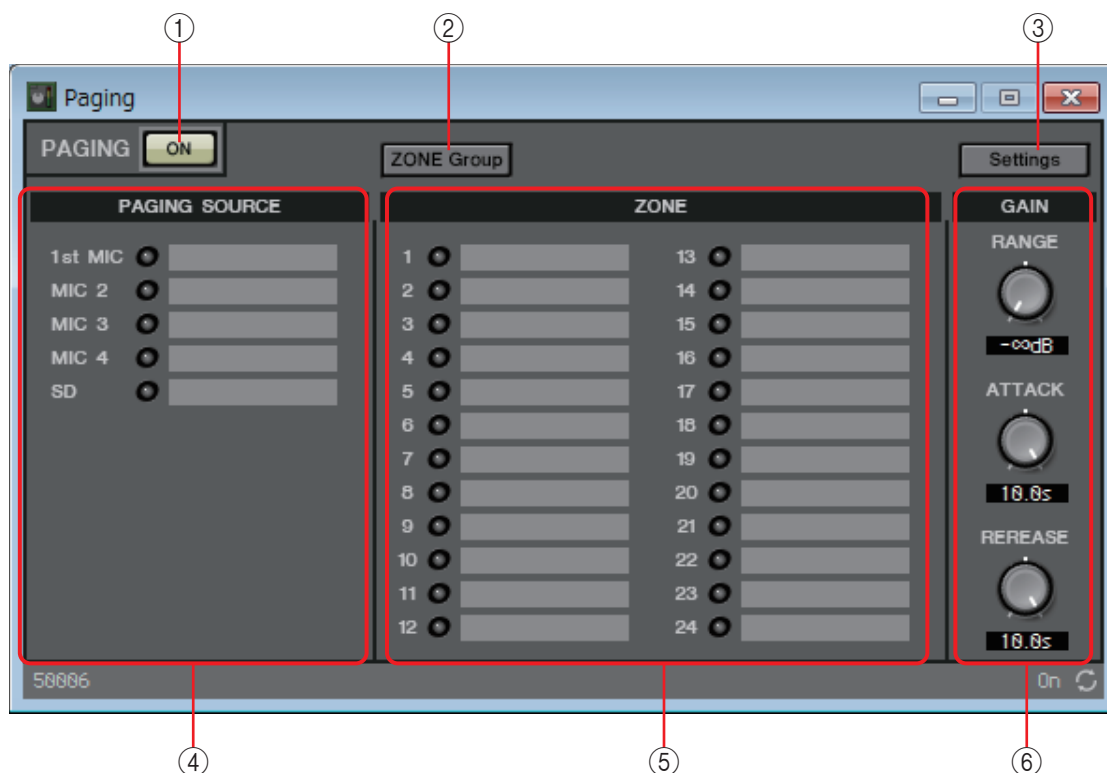 ① ② ③
Paging
PAGING ON
ZONE Group
Settings
PAGING SOURCE
1st MIC
MIC 2
MIC 3
MIC 4
SD
ZONE
1
2
3
4
5
6
7
8
9
10
11
12
13
14
15
16
17
18
19
20
21
22
23
24
GAIN
RANGE
-∞dB
ATTACK
10.0s
REREASE
10.0s
50006
On
④ ⑤ ⑥